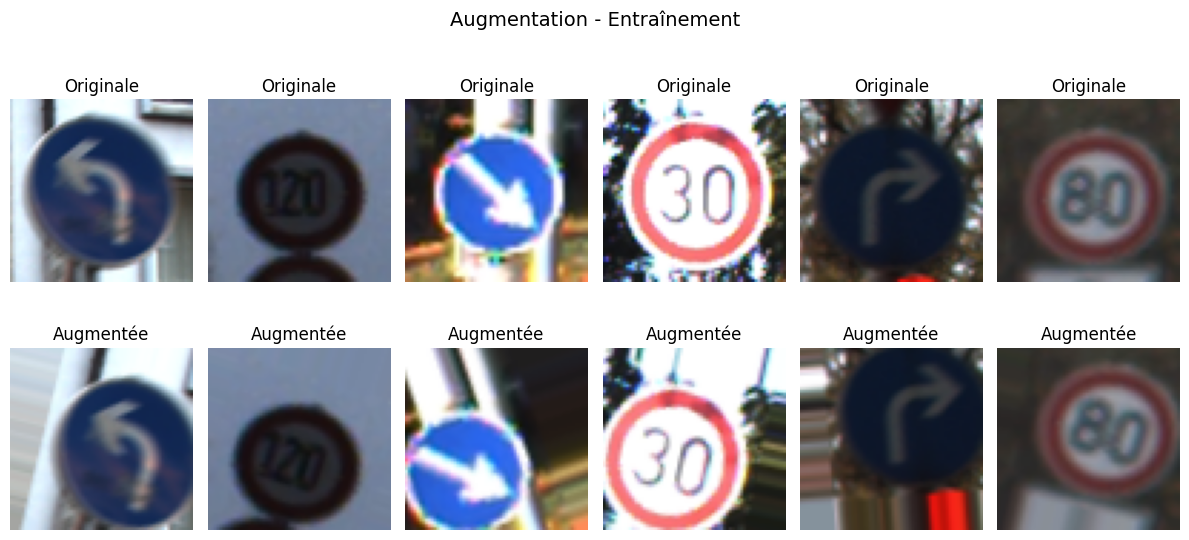 Augmentation - Entraînement
Originale Originale Originale Originale Originale Originale
120 30 80
Augmentée Augmentée Augmentée Augmentée Augmentée Augmentée
120 30 80